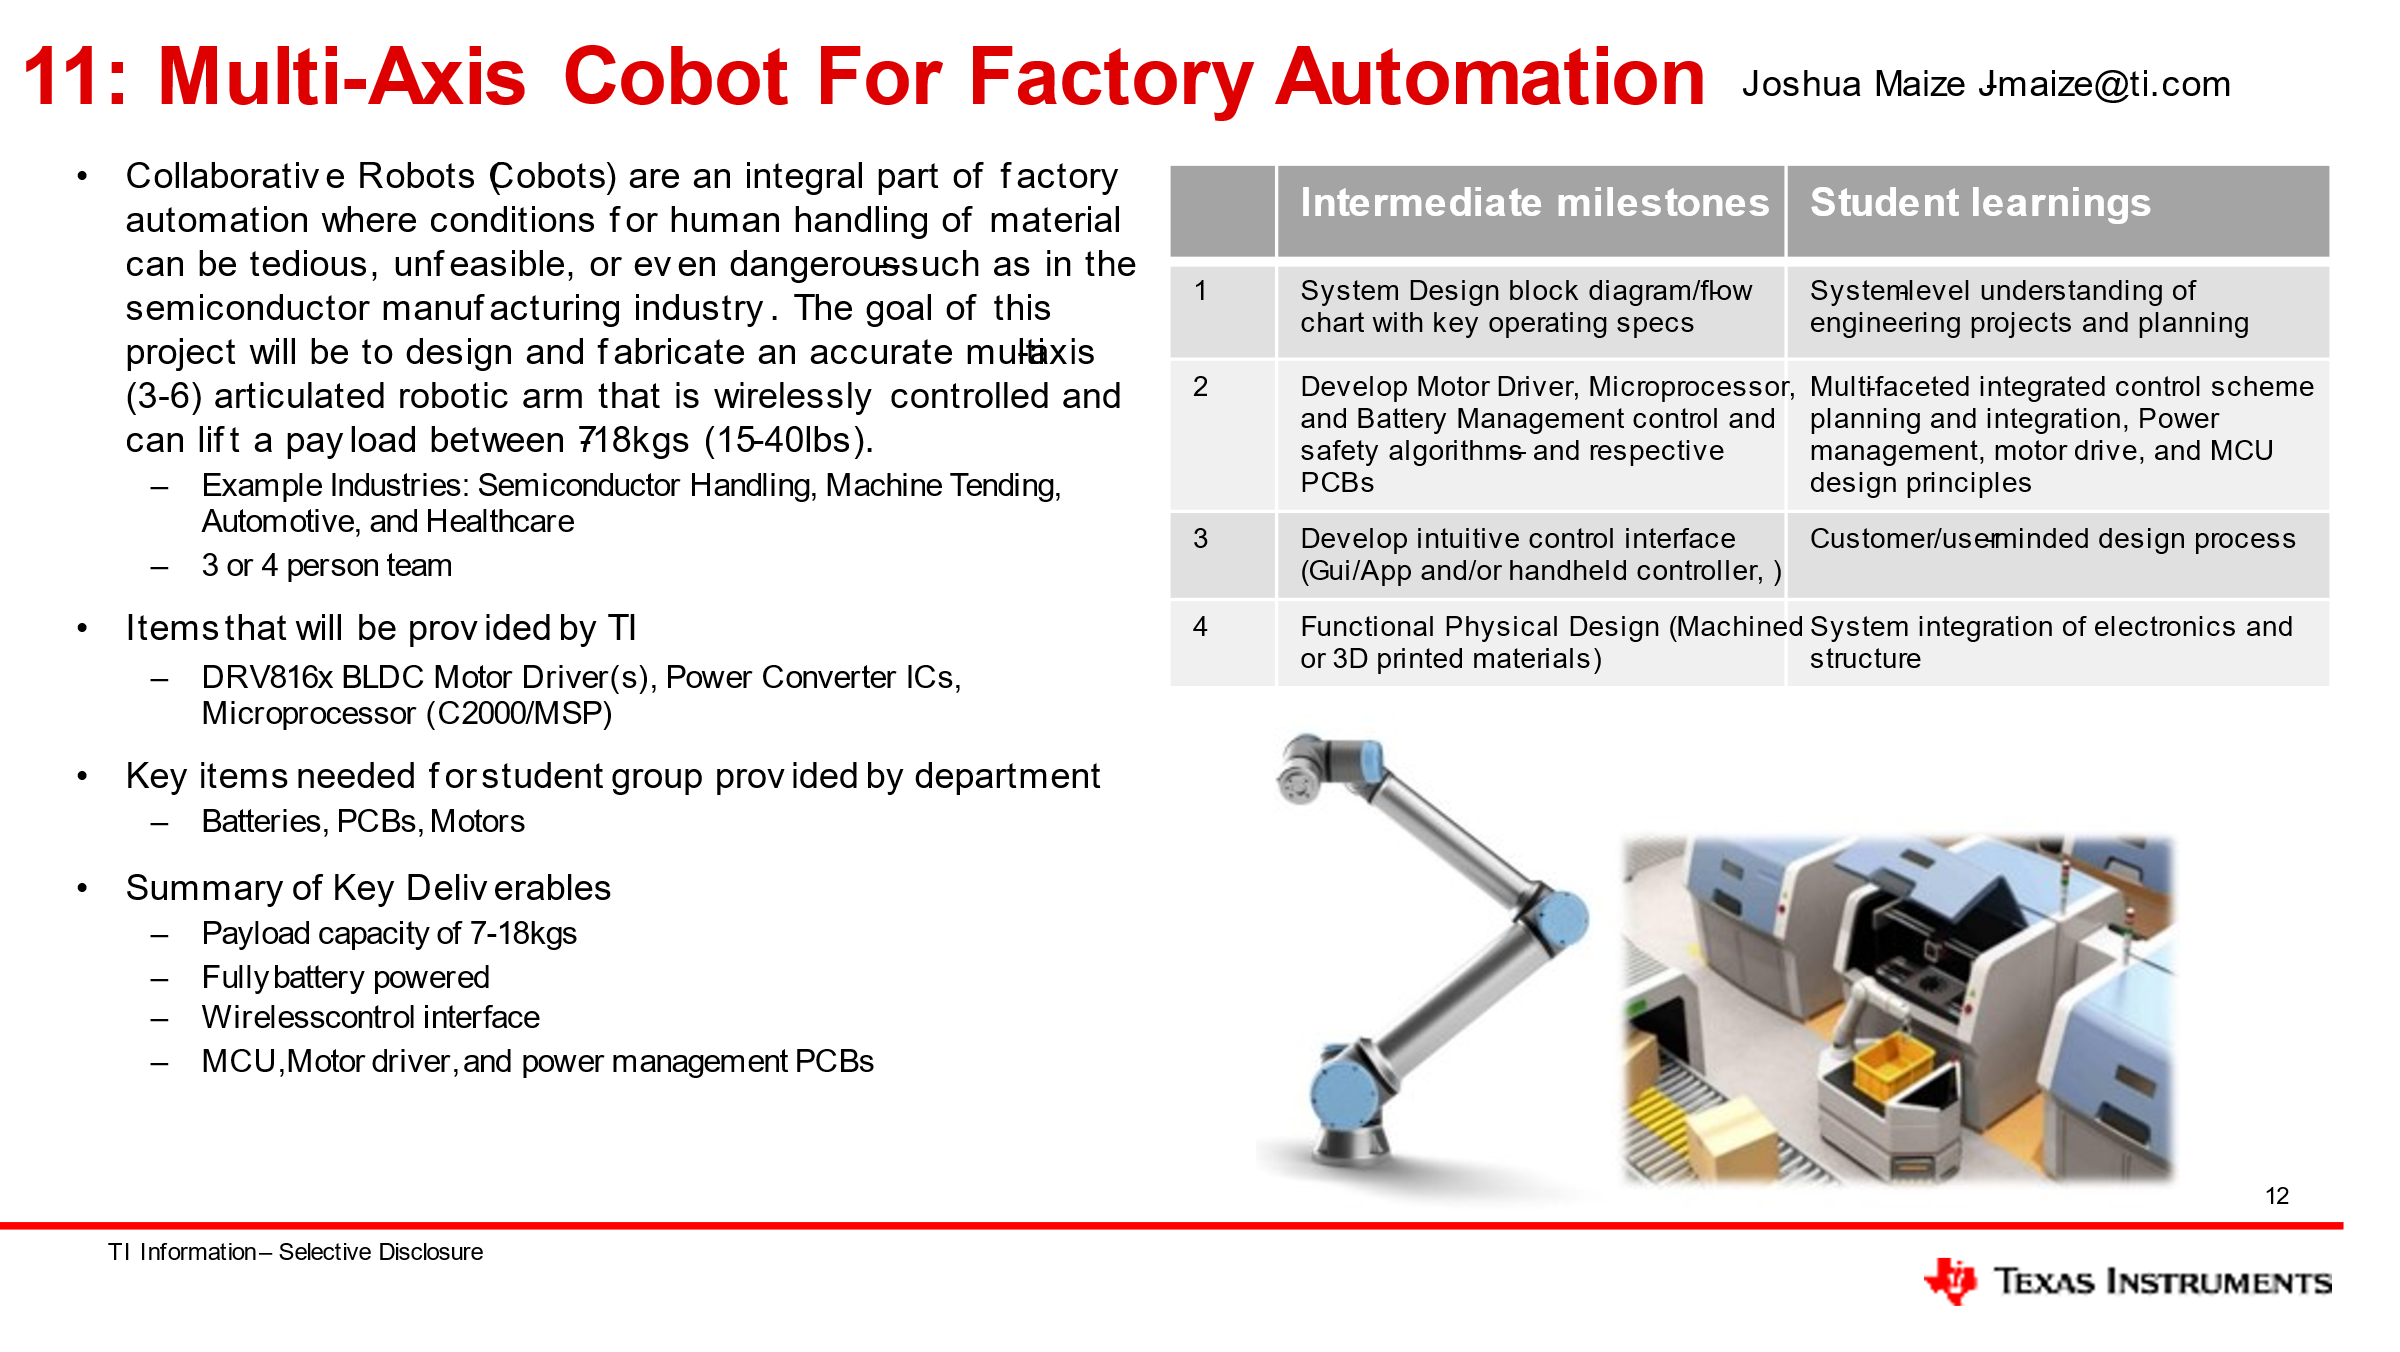 11: Multi-Axis Cobot For Factory Automation
Joshua Maize - J-maize@ti.com
• Collaborative Robots (Cobots) are an integral part of factory
automation where conditions for human handling of material
can be tedious, unfeasible, or even dangerous – such as in the
semiconductor manufacturing industry. The goal of this
project will be to design and fabricate an accurate multi-axis
(3-6) articulated robotic arm that is wirelessly controlled and
can lift a payload between 7-18kgs (15-40lbs).
– Example Industries: Semiconductor Handling, Machine Tending,
Automotive, and Healthcare
– 3 or 4 person team
• Items that will be provided by TI
– DRV816x BLDC Motor Driver(s), Power Converter ICs,
Microprocessor (C2000/MSP)
• Key items needed for student group provided by department
– Batteries, PCBs, Motors
• Summary of Key Deliverables
– Payload capacity of 7-18kgs
– Fully battery powered
– Wireless control interface
– MCU, Motor driver, and power management PCBs
Intermediate milestones
Student learnings
1
System Design block diagram/flow-
chart with key operating specs
System-level understanding of
engineering projects and planning
2
Develop Motor Driver, Microprocessor,
and Battery Management control and
safety algorithms – and respective
PCBs
Multi-faceted integrated control scheme
planning and integration, Power
management, motor drive, and MCU
design principles
3
Develop intuitive control interface
(Gui/App and/or handheld controller, )
Customer/user-minded design process
4
Functional Physical Design (Machined
or 3D printed materials)
System integration of electronics and
structure
12
TI Information – Selective Disclosure
TEXAS INSTRUMENTS